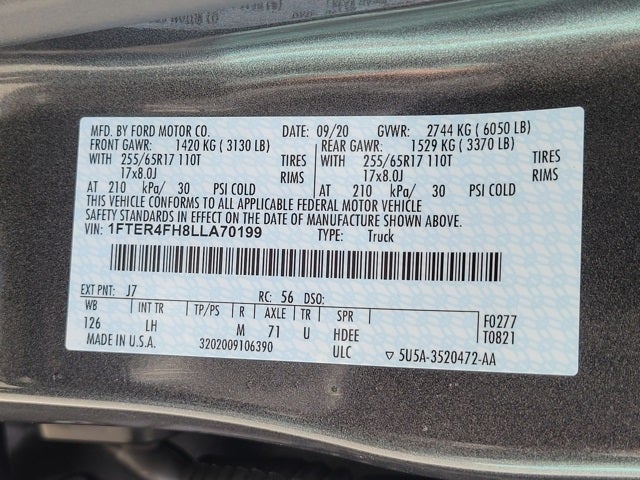 MFD. BY FORD MOTOR CO. DATE: 09/20 GVWR: 2744 KG ( 6050 LB)
FRONT GAWR: 1420 KG ( 3130 LB) REAR GAWR: 1529 KG ( 3370 LB)
WITH 255/65R17 110T TIRES WITH 255/65R17 110T TIRES
17x8.0J RIMS 17x8.0J RIMS
AT 210 kPa/ 30 PSI COLD AT 210 kPa/ 30 PSI COLD
THIS VEHICLE CONFORMS TO ALL APPLICABLE FEDERAL MOTOR VEHICLE
SAFETY STANDARDS IN EFFECT ON THE DATE OF MANUFACTURE SHOWN ABOVE.
VIN: 1FTER4FH8LLA70199 TYPE: Truck
EXT PNT: J7 RC: 56 DSO:
WB INT TR TP/PS R AXLE TR SPR F0277
126 LH M 71 U HDEE T0821
MADE IN U.S.A. 3202009106390 ULC ▽ 5U5A-3520472-AA